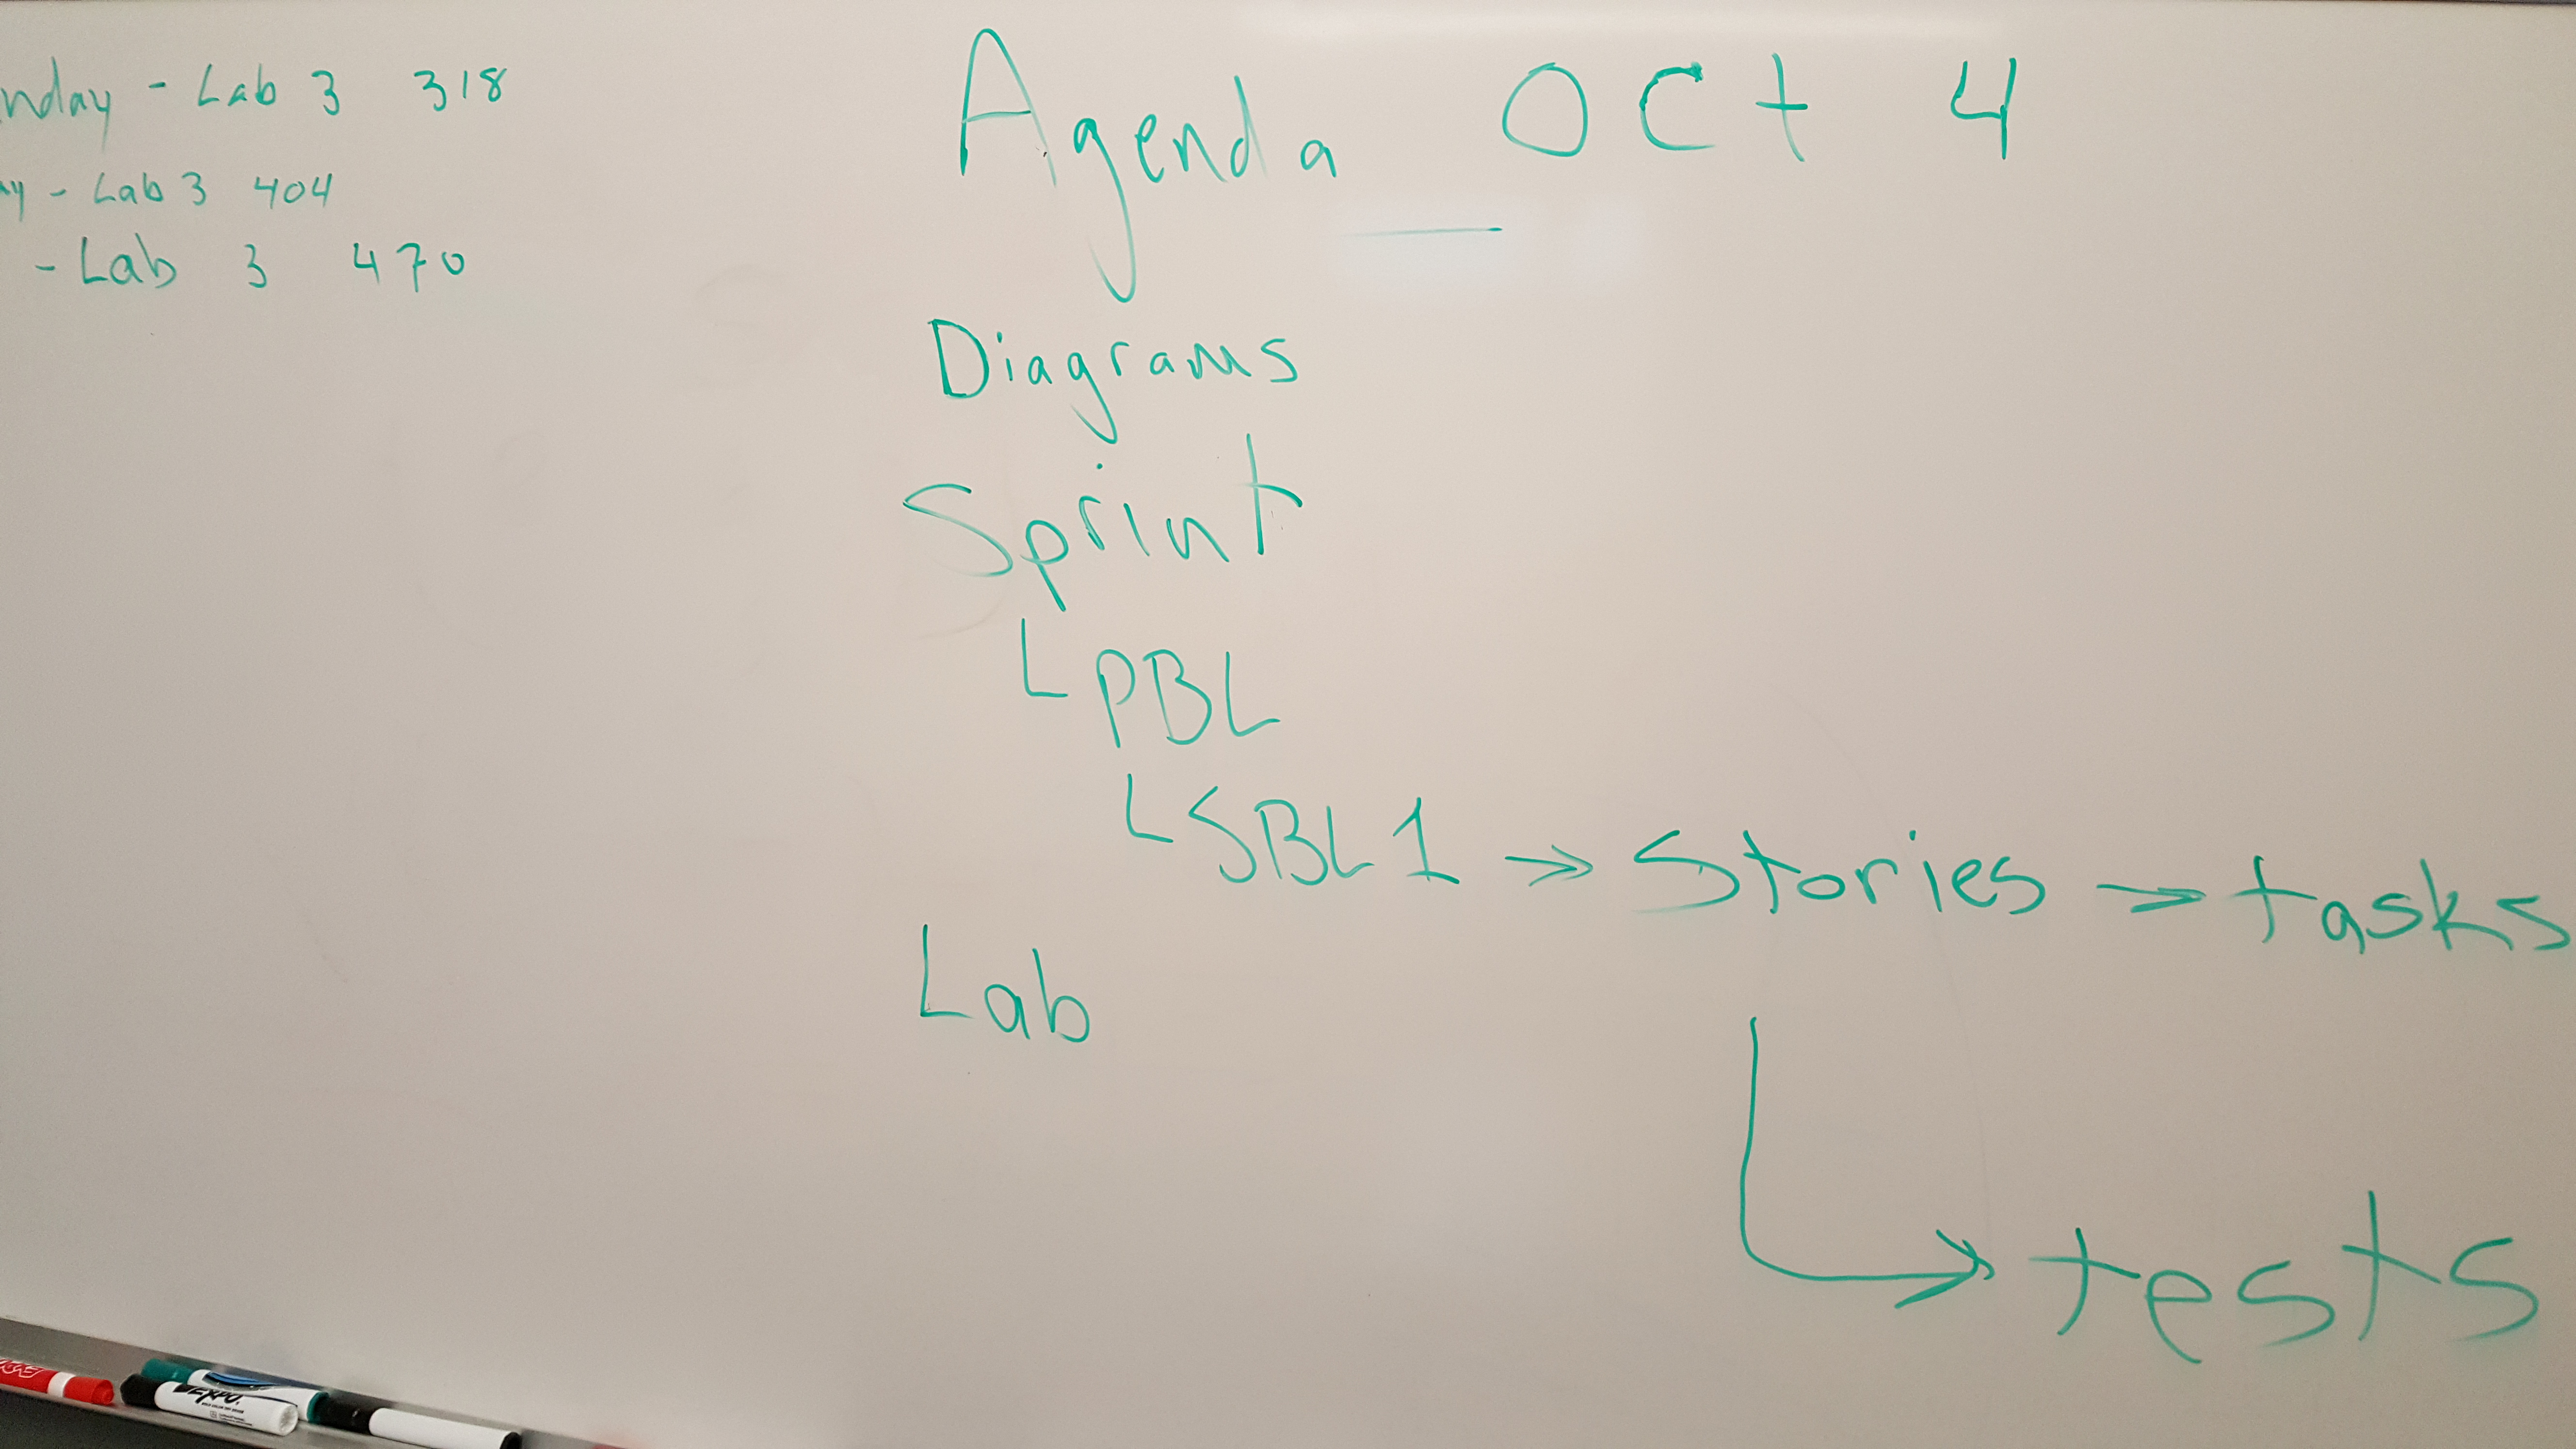 nday - Lab 3 318
ay - Lab 3 404
- Lab 3 470
Agenda OCt 4
Diagrams
Sprint
└ PBL
└ SBL 1 → Stories → tasks
→ tests
Lab
EXPO